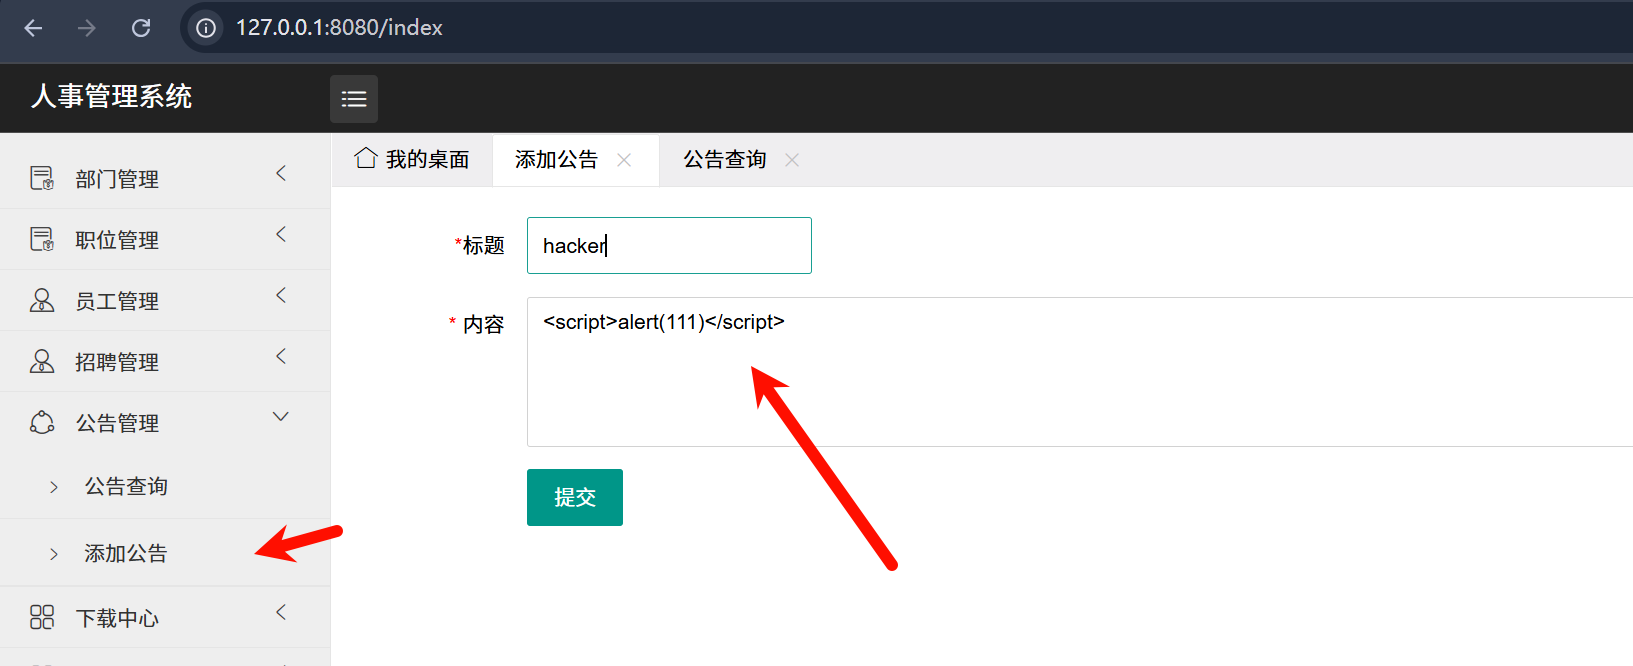 127.0.0.1:8080/index
人事管理系统
我的桌面
添加公告
公告查询
部门管理
职位管理
员工管理
招聘管理
公告管理
公告查询
添加公告
下载中心
*标题
hacker
* 内容
<script>alert(111)</script>
提交